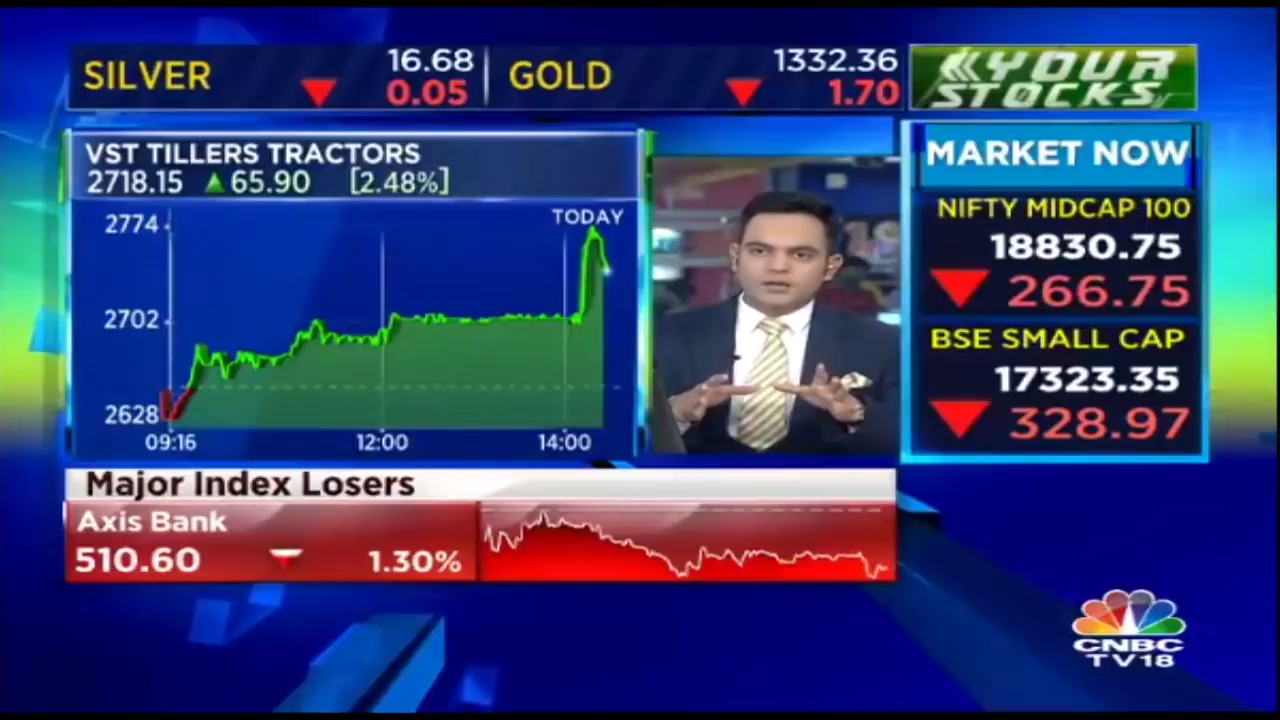 SILVER 16.68
0.05
GOLD 1332.36
1.70
YOUR
STOCKS
VST TILLERS TRACTORS
2718.15 65.90 [2.48%]
TODAY
2774
2702
2628
09:16 12:00 14:00
MARKET NOW
NIFTY MIDCAP 100
18830.75
266.75
BSE SMALL CAP
17323.35
328.97
Major Index Losers
Axis Bank
510.60 1.30%
CNBC
TV18